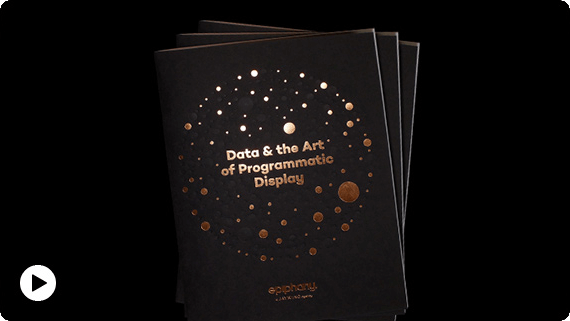 Data & the Art
of Programmatic
Display
epiphany.